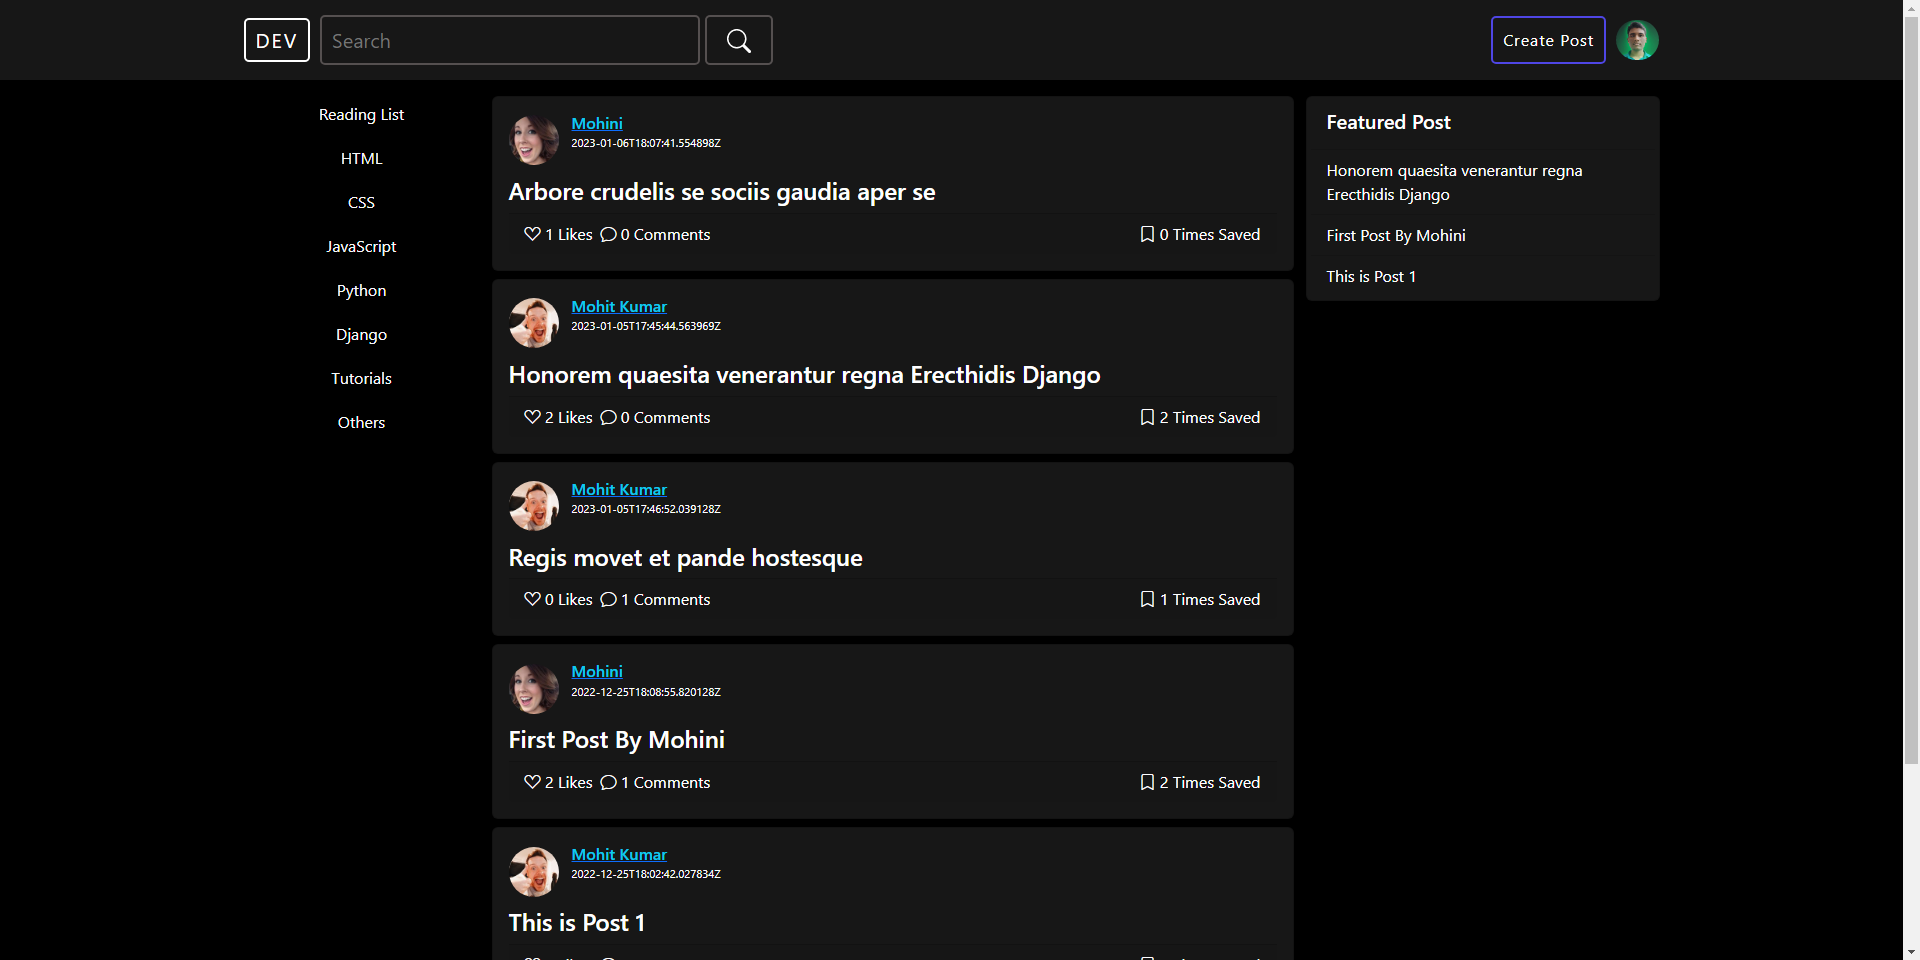 DEV
Search
Create Post
Reading List
HTML
CSS
JavaScript
Python
Django
Tutorials
Others
Mohini
2023-01-06T18:07:41.554898Z
Arbore crudelis se sociis gaudia aper se
1 Likes 0 Comments 0 Times Saved
Mohit Kumar
2023-01-05T17:45:44.563969Z
Honorem quaesita venerantur regna Erecthidis Django
2 Likes 0 Comments 2 Times Saved
Mohit Kumar
2023-01-05T17:46:52.039128Z
Regis movet et pande hostesque
0 Likes 1 Comments 1 Times Saved
Mohini
2022-12-25T18:08:55.820128Z
First Post By Mohini
2 Likes 1 Comments 2 Times Saved
Mohit Kumar
2022-12-25T18:02:42.027834Z
This is Post 1
Featured Post
Honorem quaesita venerantur regna
Erecthidis Django
First Post By Mohini
This is Post 1